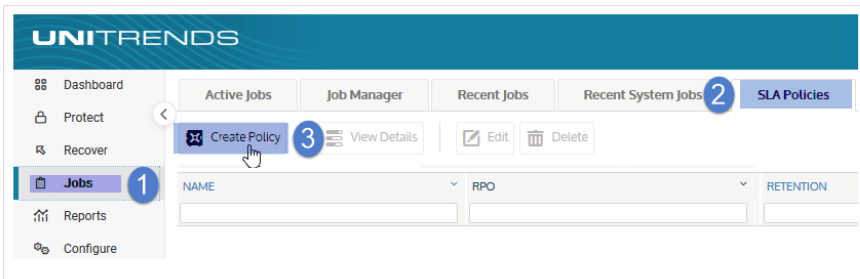 UNITRENDS
Dashboard
Protect
Recover
Jobs 1
Reports
Configure
Active Jobs Job Manager Recent Jobs Recent System Jobs 2 SLA Policies
Create Policy 3 View Details Edit Delete
NAME RPO RETENTION